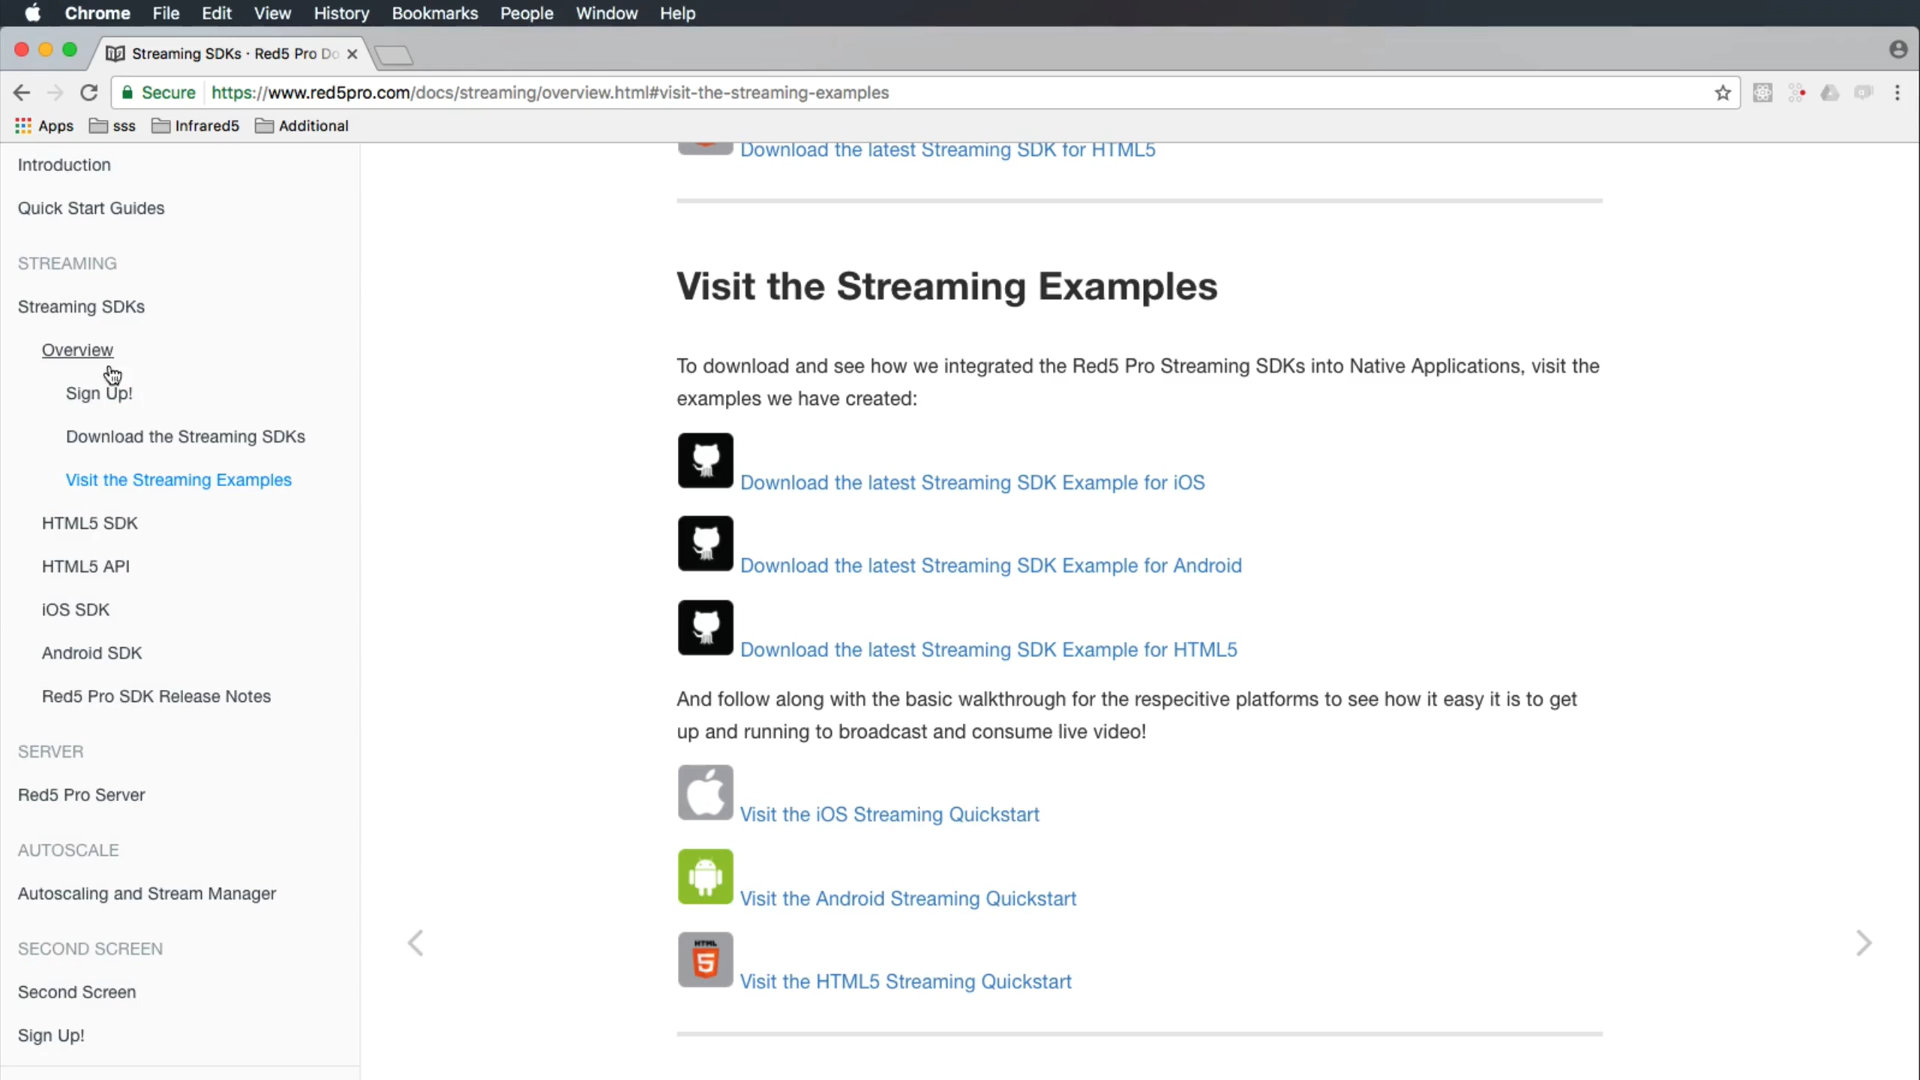 Chrome File Edit View History Bookmarks People Window Help
Streaming SDKs · Red5 Pro Do
Secure https://www.red5pro.com/docs/streaming/overview.html#visit-the-streaming-examples
Apps sss Infrared5 Additional
Introduction
Quick Start Guides
STREAMING
Streaming SDKs
Overview
Sign Up!
Download the Streaming SDKs
Visit the Streaming Examples
HTML5 SDK
HTML5 API
iOS SDK
Android SDK
Red5 Pro SDK Release Notes
SERVER
Red5 Pro Server
AUTOSCALE
Autoscaling and Stream Manager
SECOND SCREEN
Second Screen
Sign Up!
Download the latest Streaming SDK for HTML5
Visit the Streaming Examples
To download and see how we integrated the Red5 Pro Streaming SDKs into Native Applications, visit the
examples we have created:
Download the latest Streaming SDK Example for iOS
Download the latest Streaming SDK Example for Android
Download the latest Streaming SDK Example for HTML5
And follow along with the basic walkthrough for the respecitive platforms to see how it easy it is to get
up and running to broadcast and consume live video!
Visit the iOS Streaming Quickstart
Visit the Android Streaming Quickstart
HTML
5
Visit the HTML5 Streaming Quickstart